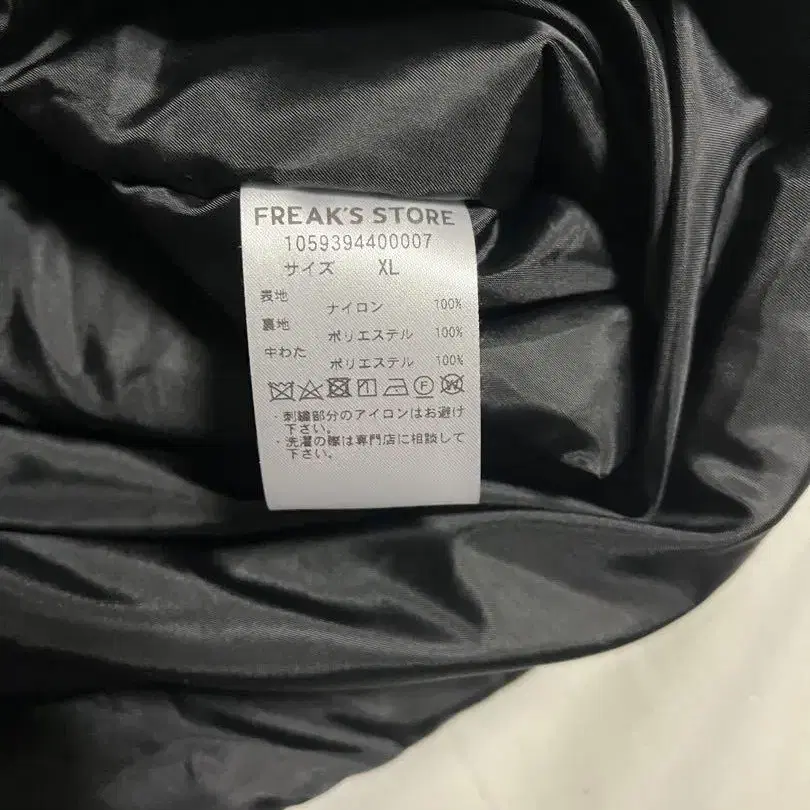 FREAK'S STORE
1059394400007
サイズ XL
表地 ナイロン 100%
裏地 ポリエステル 100%
中わた ポリエステル 100%
・刺繍部分のアイロンはお避け
下さい。
・洗濯の際は専門店に相談して
下さい。